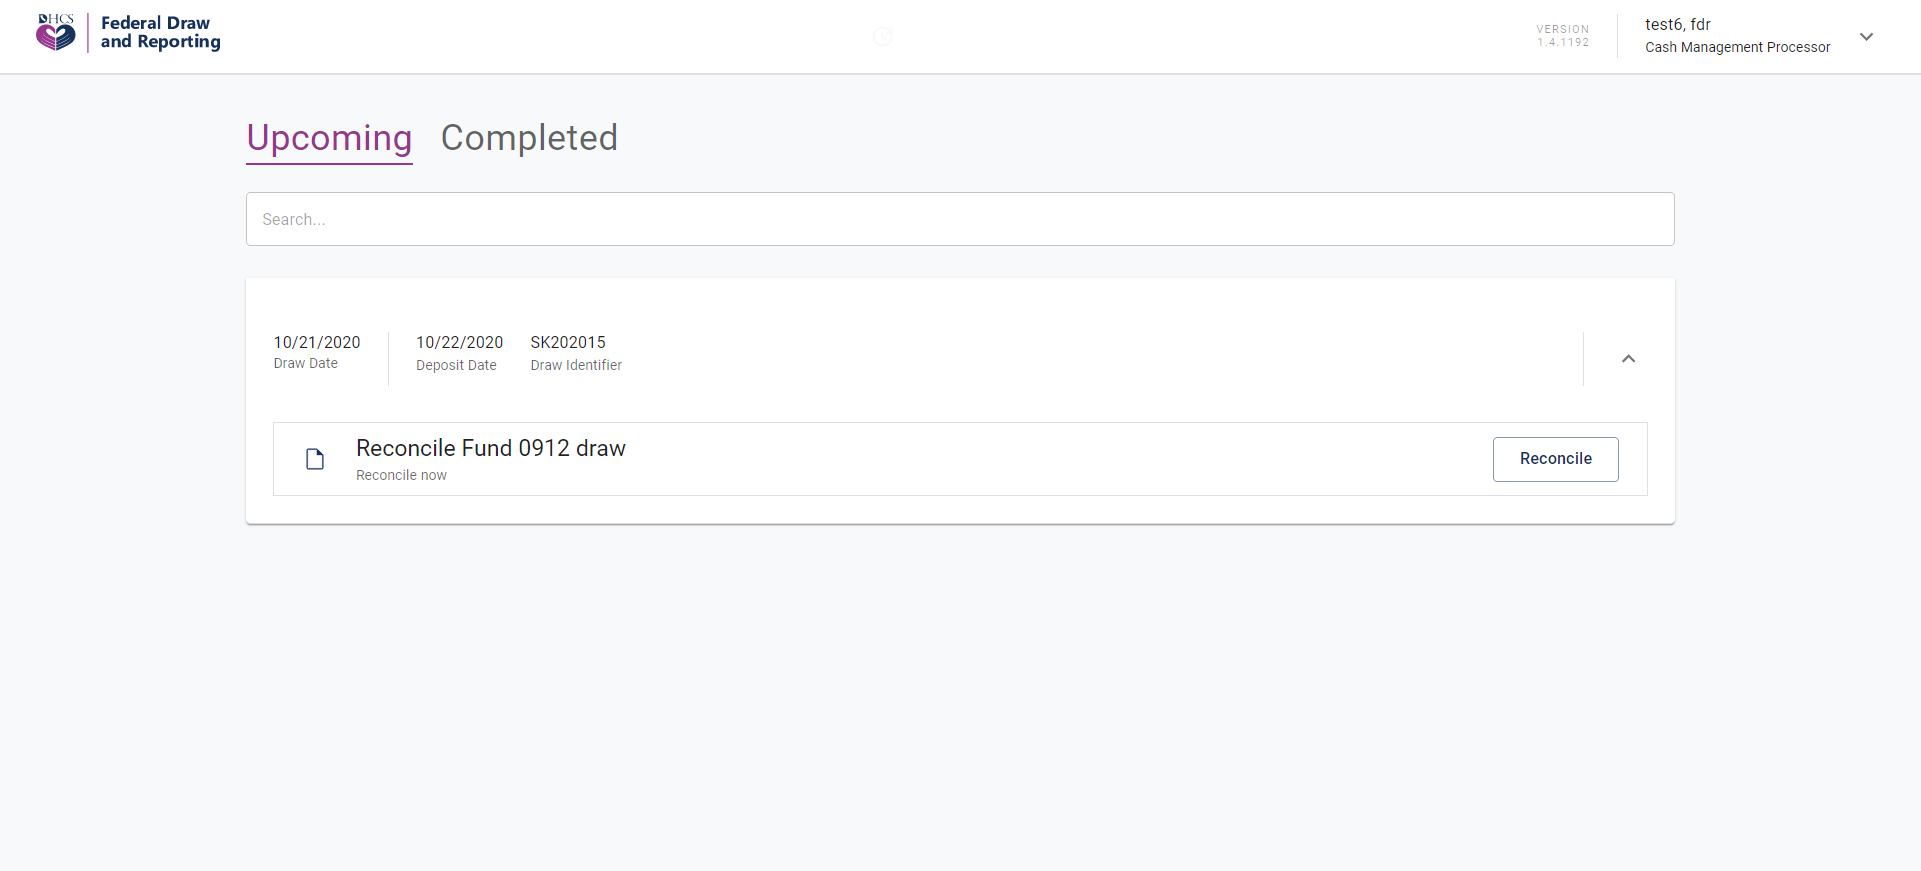 DHCS
Federal Draw
and Reporting
VERSION
1.4.1192
test6, fdr
Cash Management Processor
Upcoming
Completed
Search...
10/21/2020
Draw Date
10/22/2020
Deposit Date
SK202015
Draw Identifier
Reconcile Fund 0912 draw
Reconcile now
Reconcile